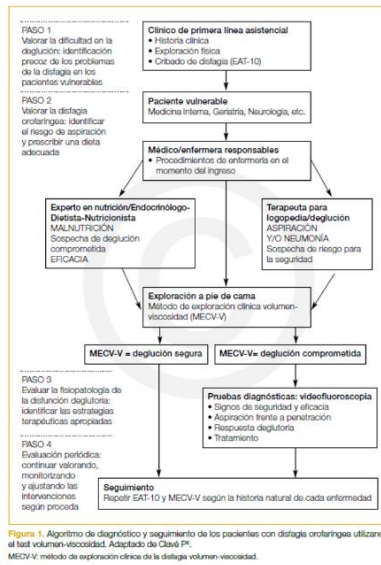 PASO 1
Valorar la dificultad en la
deglución: identificación
precoz de los problemas
de la disfagia en los
pacientes vulnerables
PASO 2
Valorar la disfagia
orofaríngea: identificar
el riesgo de aspiración
y prescribir una dieta
adecuada
Clínico de primera línea asistencial
• Historia clínica
• Exploración física
• Cribado de disfagia (EAT-10)
Paciente vulnerable
Medicina Interna, Geriatría, Neurología, etc.
Médico/enfermera responsables
• Procedimientos de enfermería en el
momento del ingreso
Experto en nutrición/Endocrinólogo-
Dietista-Nutricionista
MALNUTRICIÓN
Sospecha de deglución
comprometida
EFICACIA
Terapeuta para
logopedia/deglución
ASPIRACIÓN
Y/O NEUMONÍA
Sospecha de riesgo para
la seguridad
Exploración a pie de cama
Método de exploración clínica volumen-
viscosidad (MECV-V)
MECV-V = deglución segura
MECV-V= deglución comprometida
PASO 3
Evaluar la fisiopatología de
la disfunción deglutoria:
identificar las estrategias
terapéuticas apropiadas
PASO 4
Evaluación periódica:
continuar valorando,
monitorizando
y ajustando las
intervenciones
según proceda
Pruebas diagnósticas: videofluoroscopia
• Signos de seguridad y eficacia
• Aspiración frente a penetración
• Respuesta deglutoria
• Tratamiento
Seguimiento
Repetir EAT-10 y MECV-V según la historia natural de cada enfermedad
Figura 1. Algoritmo de diagnóstico y seguimiento de los pacientes con disfagia orofaríngea utilizand
el test volumen-viscosidad. Adaptado de Clavé P
MECV-V: método de exploración clínica de la disfagia volumen-viscosidad.